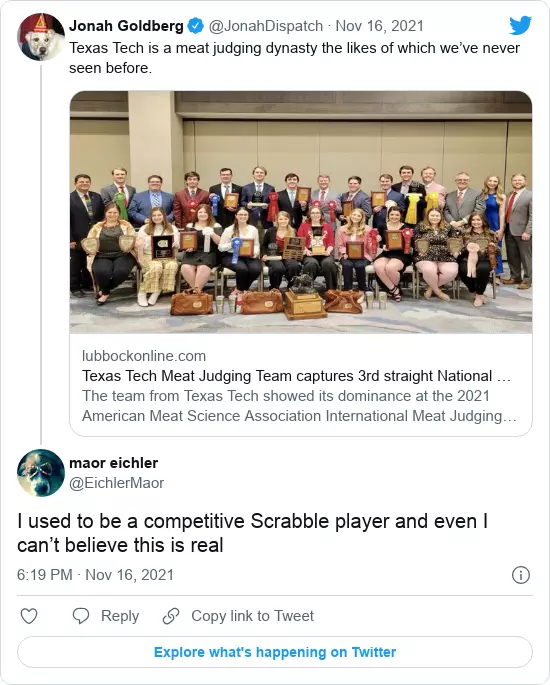 Jonah Goldberg @JonahDispatch · Nov 16, 2021
Texas Tech is a meat judging dynasty the likes of which we’ve never
seen before.
lubbockonline.com
Texas Tech Meat Judging Team captures 3rd straight National …
The team from Texas Tech showed its dominance at the 2021
American Meat Science Association International Meat Judging…
maor eichler
@EichlerMaor
I used to be a competitive Scrabble player and even I
can’t believe this is real
6:19 PM · Nov 16, 2021
Reply Copy link to Tweet
Explore what's happening on Twitter